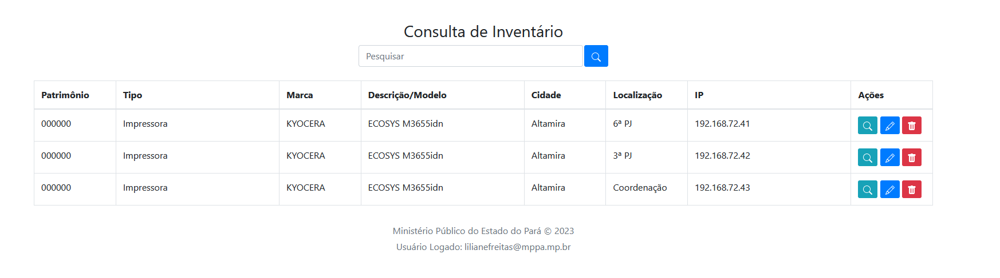 Consulta de Inventário
Pesquisar
Patrimônio Tipo Marca Descrição/Modelo Cidade Localização IP Ações
000000 Impressora KYOCERA ECOSYS M3655idn Altamira 6ª PJ 192.168.72.41
000000 Impressora KYOCERA ECOSYS M3655idn Altamira 3ª PJ 192.168.72.42
000000 Impressora KYOCERA ECOSYS M3655idn Altamira Coordenação 192.168.72.43
Ministério Público do Estado do Pará © 2023
Usuário Logado: lilianefreitas@mppa.mp.br